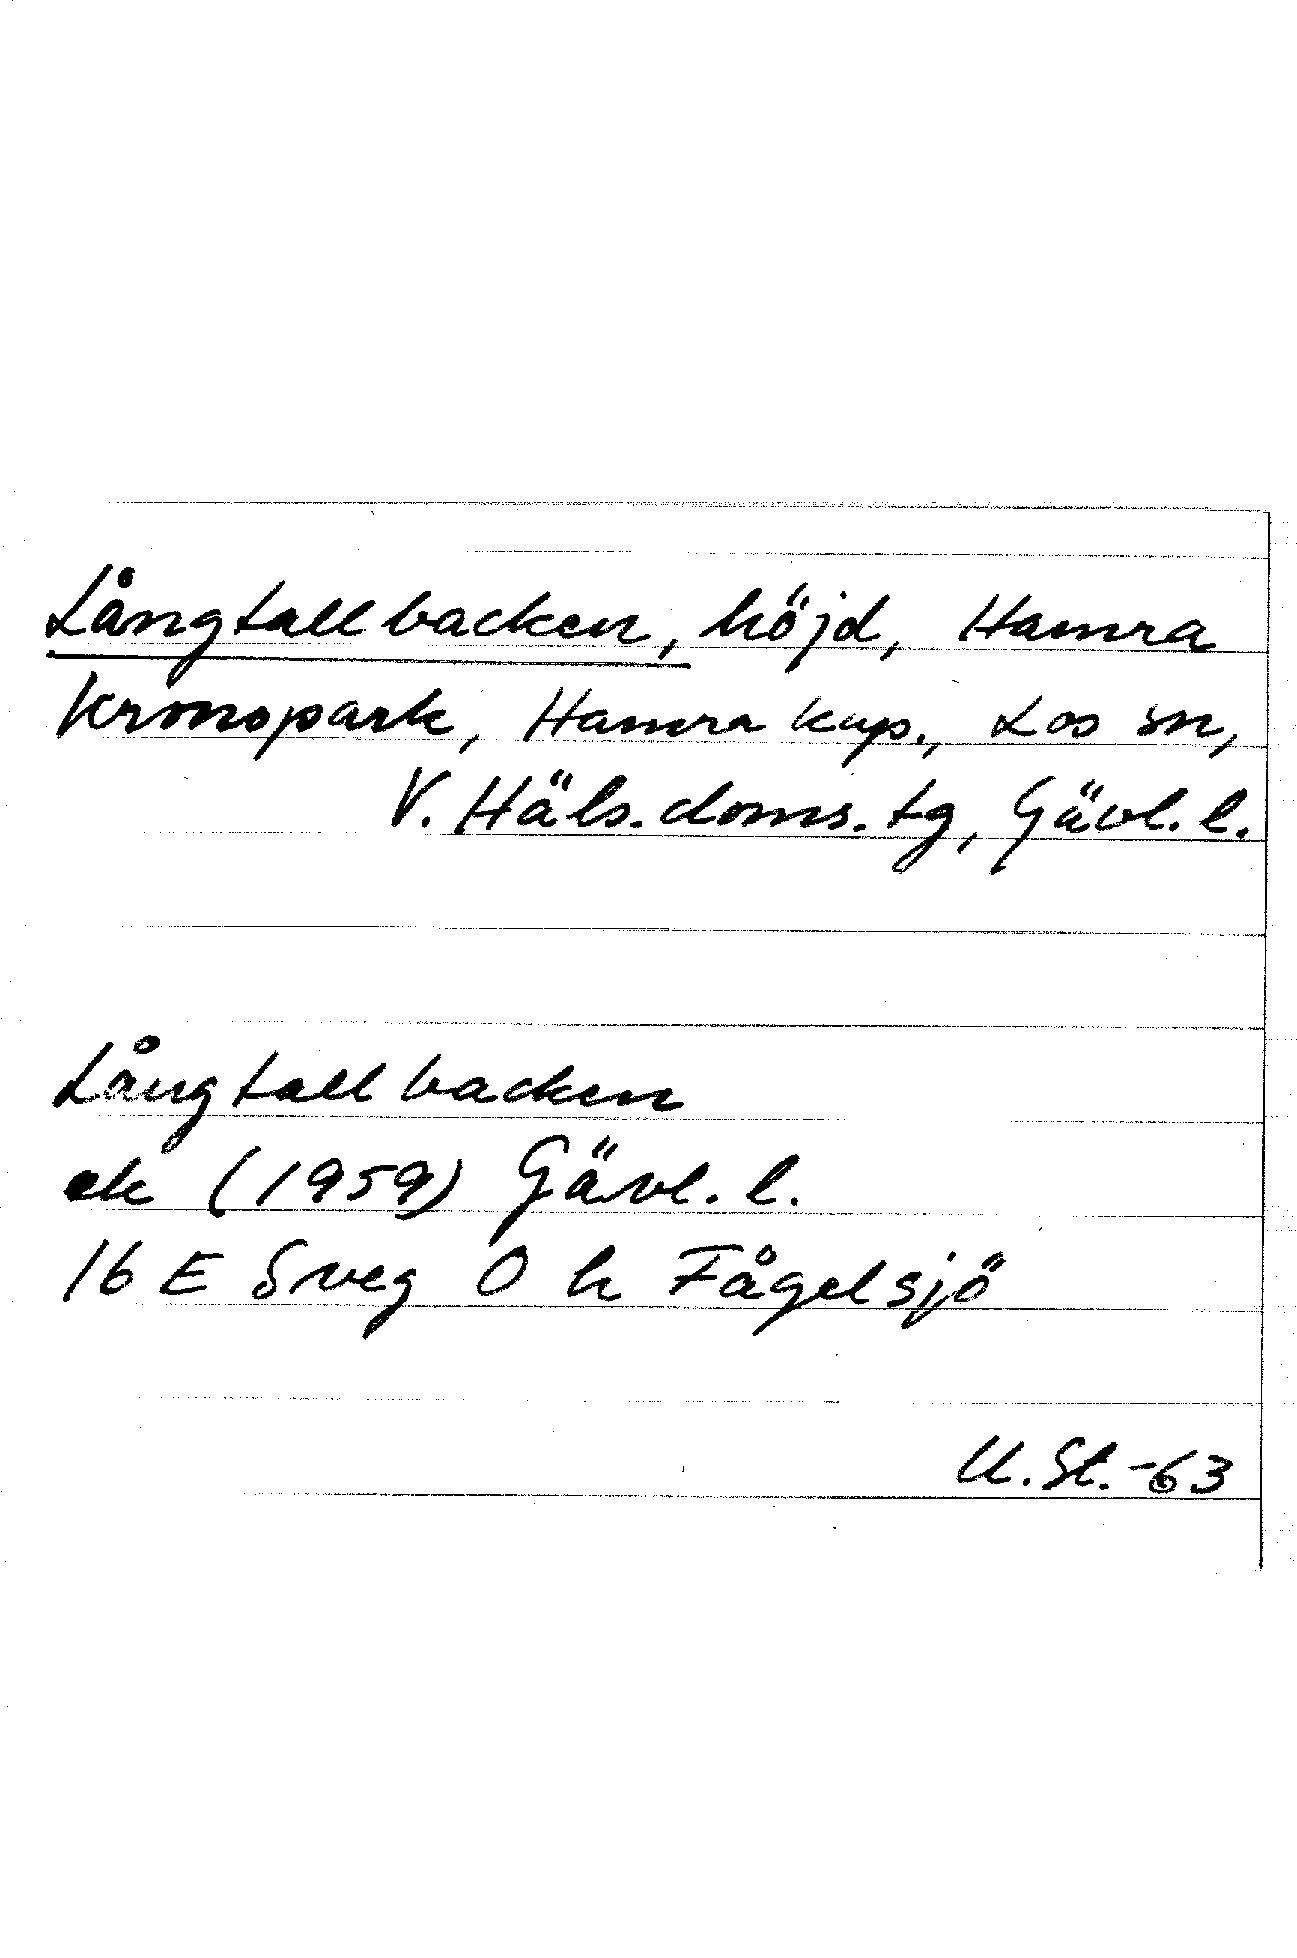 Långtallbacken, höjd, Hamra
kronopark, Hamra kap., Los sn,
V. Häls. doms. tg, Gävl. l.
Långtallbacken
ek (1959) Gävl. l.
16 E Sveg O h Fågelsjö
U. St. -63